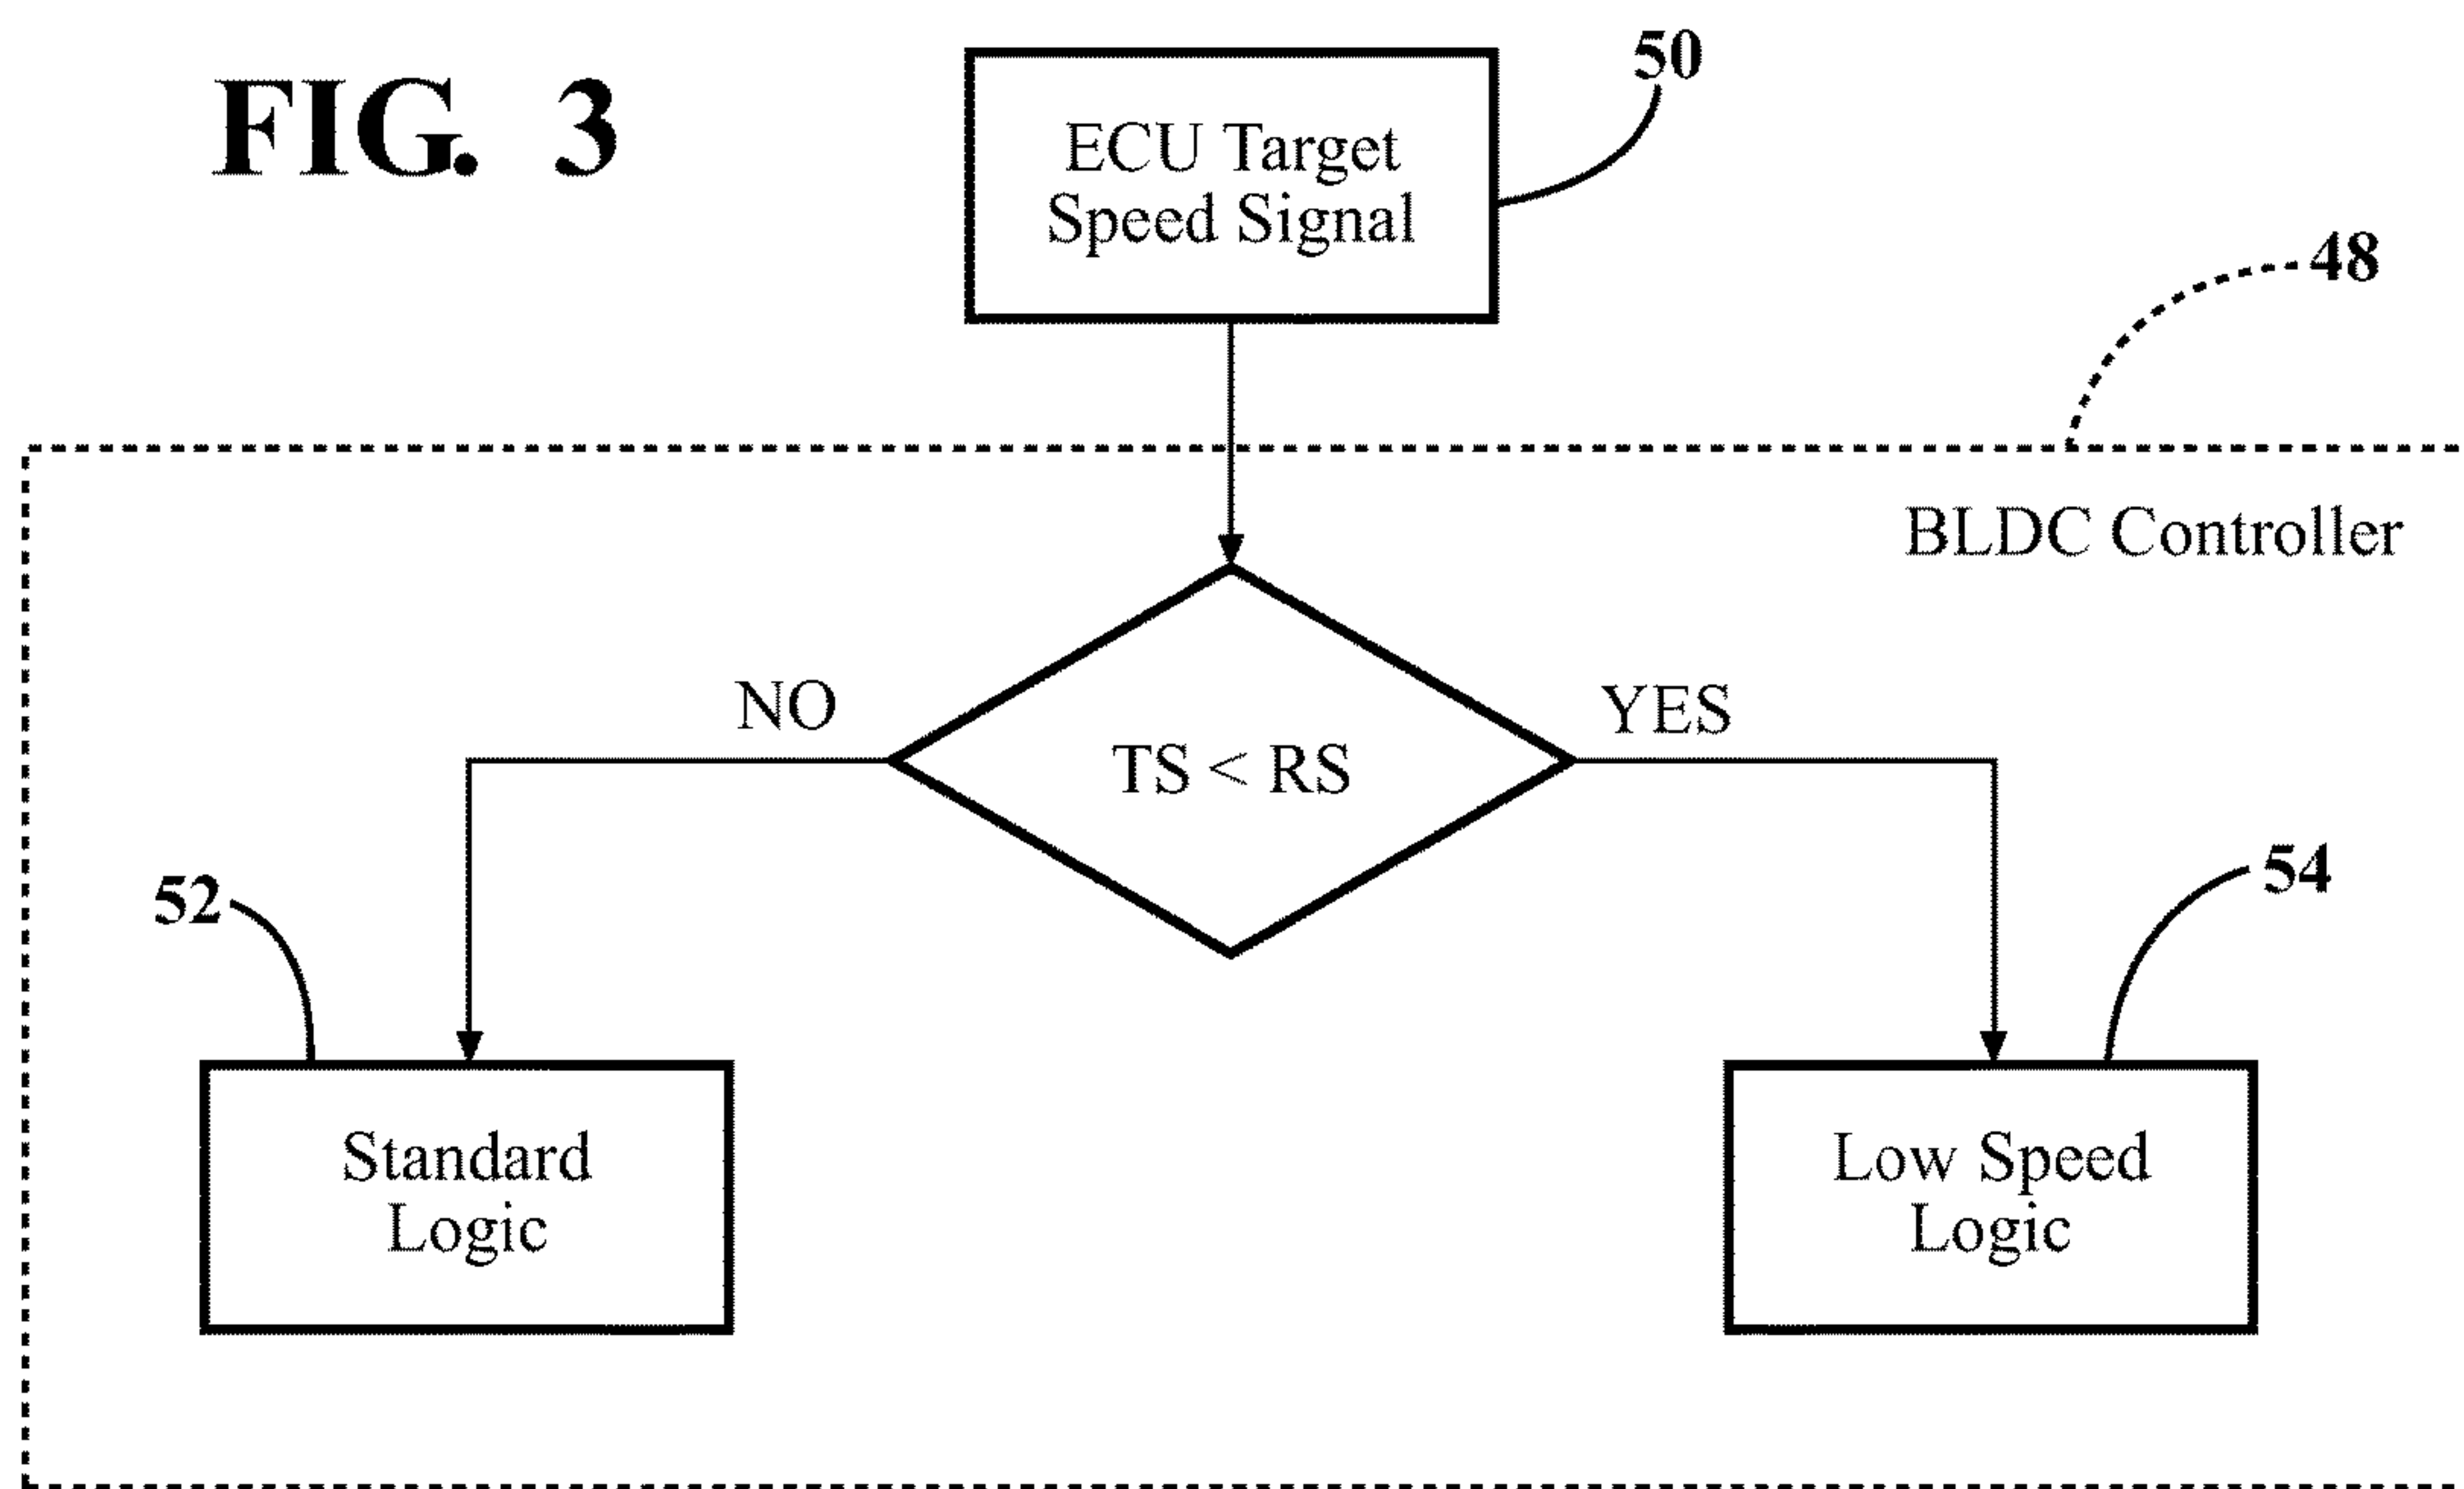 FIG. 3
50
ECU Target
Speed Signal
48
BLDC Controller
NO
YES
TS < RS
52
54
Standard
Logic
Low Speed
Logic